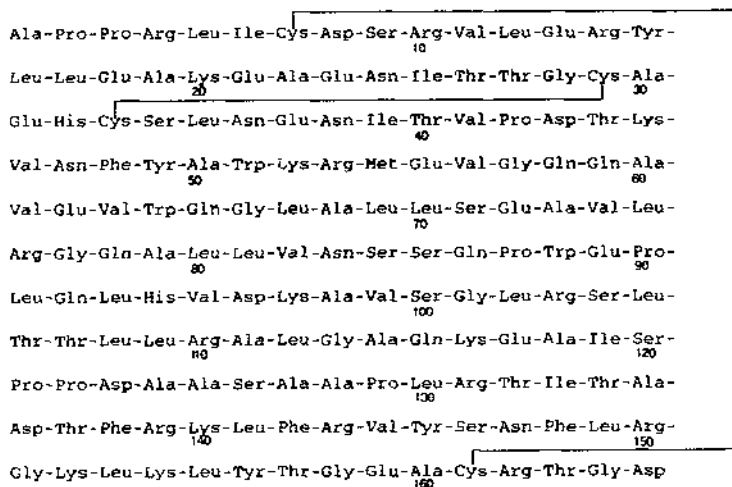 Ala-Pro-Pro-Arg-Leu-Ile-Cys-Asp-Ser-Arg-Val-Leu-Glu-Arg-Tyr-
10
Leu-Leu-Glu-Ala-Lys-Glu-Ala-Glu-Asn-Ile-Thr-Thr-Gly-Cys-Ala-
20 30
Glu-His-Cys-Ser-Leu-Asn-Glu-Asn-Ile-Thr-Val-Pro-Asp-Thr-Lys-
40
Val-Asn-Phe-Tyr-Ala-Trp-Lys-Arg-Met-Glu-Val-Gly-Gln-Gln-Ala-
50 60
Val-Glu-Val-Trp-Gln-Gly-Leu-Ala-Leu-Leu-Ser-Glu-Ala-Val-Leu-
70
Arg-Gly-Gln-Ala-Leu-Leu-Val-Asn-Ser-Ser-Gln-Pro-Trp-Glu-Pro-
80 90
Leu-Gln-Leu-His-Val-Asp-Lys-Ala-Val-Ser-Gly-Leu-Arg-Ser-Leu-
100
Thr-Thr-Leu-Leu-Arg-Ala-Leu-Gly-Ala-Gln-Lys-Glu-Ala-Ile-Ser-
110 120
Pro-Pro-Asp-Ala-Ala-Ser-Ala-Ala-Pro-Leu-Arg-Thr-Ile-Thr-Ala-
130
Asp-Thr-Phe-Arg-Lys-Leu-Phe-Arg-Val-Tyr-Ser-Asn-Phe-Leu-Arg-
140 150
Gly-Lys-Leu-Lys-Leu-Tyr-Thr-Gly-Glu-Ala-Cys-Arg-Thr-Gly-Asp
160